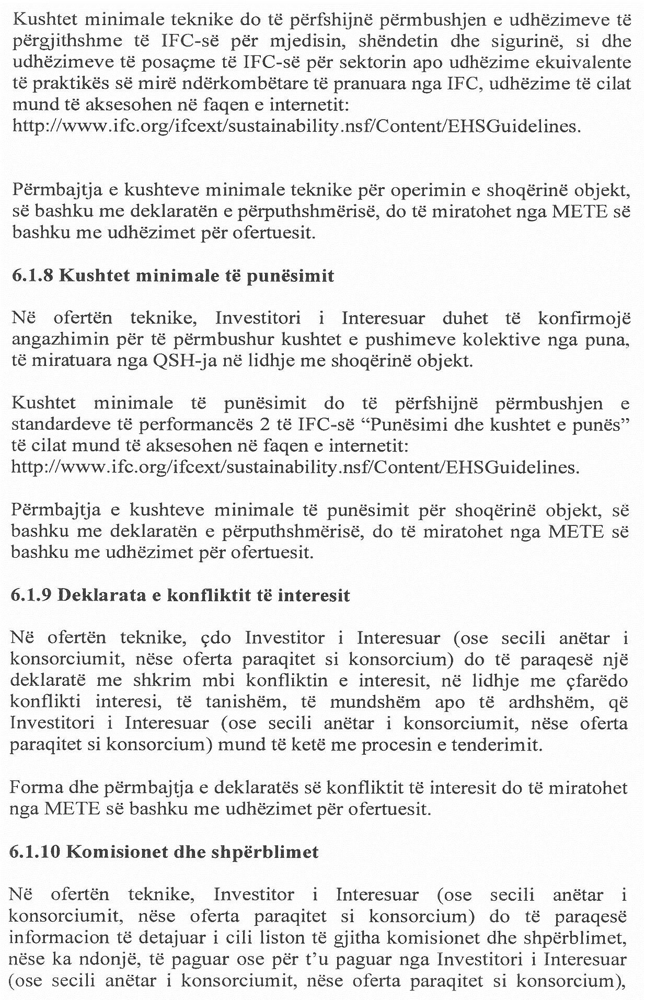 Kushtet minimale teknike do të përfshijnë përmbushjen e udhëzimeve të
përgjithshme të IFC-së për mjedisin, shëndetin dhe sigurinë, si dhe
udhëzimeve të posaçme të IFC-së për sektorin apo udhëzime ekuivalente
të praktikës së mirë ndërkombëtare të pranuara nga IFC, udhëzime të cilat
mund të aksesohen në faqen e internetit:
http://www.ifc.org/ifcext/sustainability.nsf/Content/EHSGuidelines.
Përmbajtja e kushteve minimale teknike për operimin e shoqërinë objekt,
së bashku me deklaratën e përputhshmërisë, do të miratohet nga METE së
bashku me udhëzimet për ofertuesit.
6.1.8 Kushtet minimale të punësimit
Në ofertën teknike, Investitori i Interesuar duhet të konfirmojë
angazhimin për të përmbushur kushtet e pushimeve kolektive nga puna,
të miratuara nga QSH-ja në lidhje me shoqërinë objekt.
Kushtet minimale të punësimit do të përfshijnë përmbushjen e
standardeve të performancës 2 të IFC-së “Punësimi dhe kushtet e punës”
të cilat mund të aksesohen në faqen e internetit:
http://www.ifc.org/ifcext/sustainability.nsf/Content/EHSGuidelines.
Përmbajtja e kushteve minimale të punësimit për shoqërinë objekt, së
bashku me deklaratën e përputhshmërisë, do të miratohet nga METE së
bashku me udhëzimet për ofertuesit.
6.1.9 Deklarata e konfliktit të interesit
Në ofertën teknike, çdo Investitor i Interesuar (ose secili anëtar i
konsorciumit, nëse oferta paraqitet si konsorcium) do të paraqesë një
deklaratë me shkrim mbi konfliktin e interesit, në lidhje me çfarëdo
konflikti interesi, të tanishëm, të mundshëm apo të ardhshëm, që
Investitori i Interesuar (ose secili anëtar i konsorciumit, nëse oferta
paraqitet si konsorcium) mund të ketë me procesin e tenderimit.
Forma dhe përmbajtja e deklaratës së konfliktit të interesit do të miratohet
nga METE së bashku me udhëzimet për ofertuesit.
6.1.10 Komisionet dhe shpërblimet
Në ofertën teknike, Investitor i Interesuar (ose secili anëtar i
konsorciumit, nëse oferta paraqitet si konsorcium) do të paraqesë
informacion të detajuar i cili liston të gjitha komisionet dhe shpërblimet,
nëse ka ndonjë, të paguar ose për t’u paguar nga Investitori i Interesuar
(ose secili anëtar i konsorciumit, nëse oferta paraqitet si konsorcium),